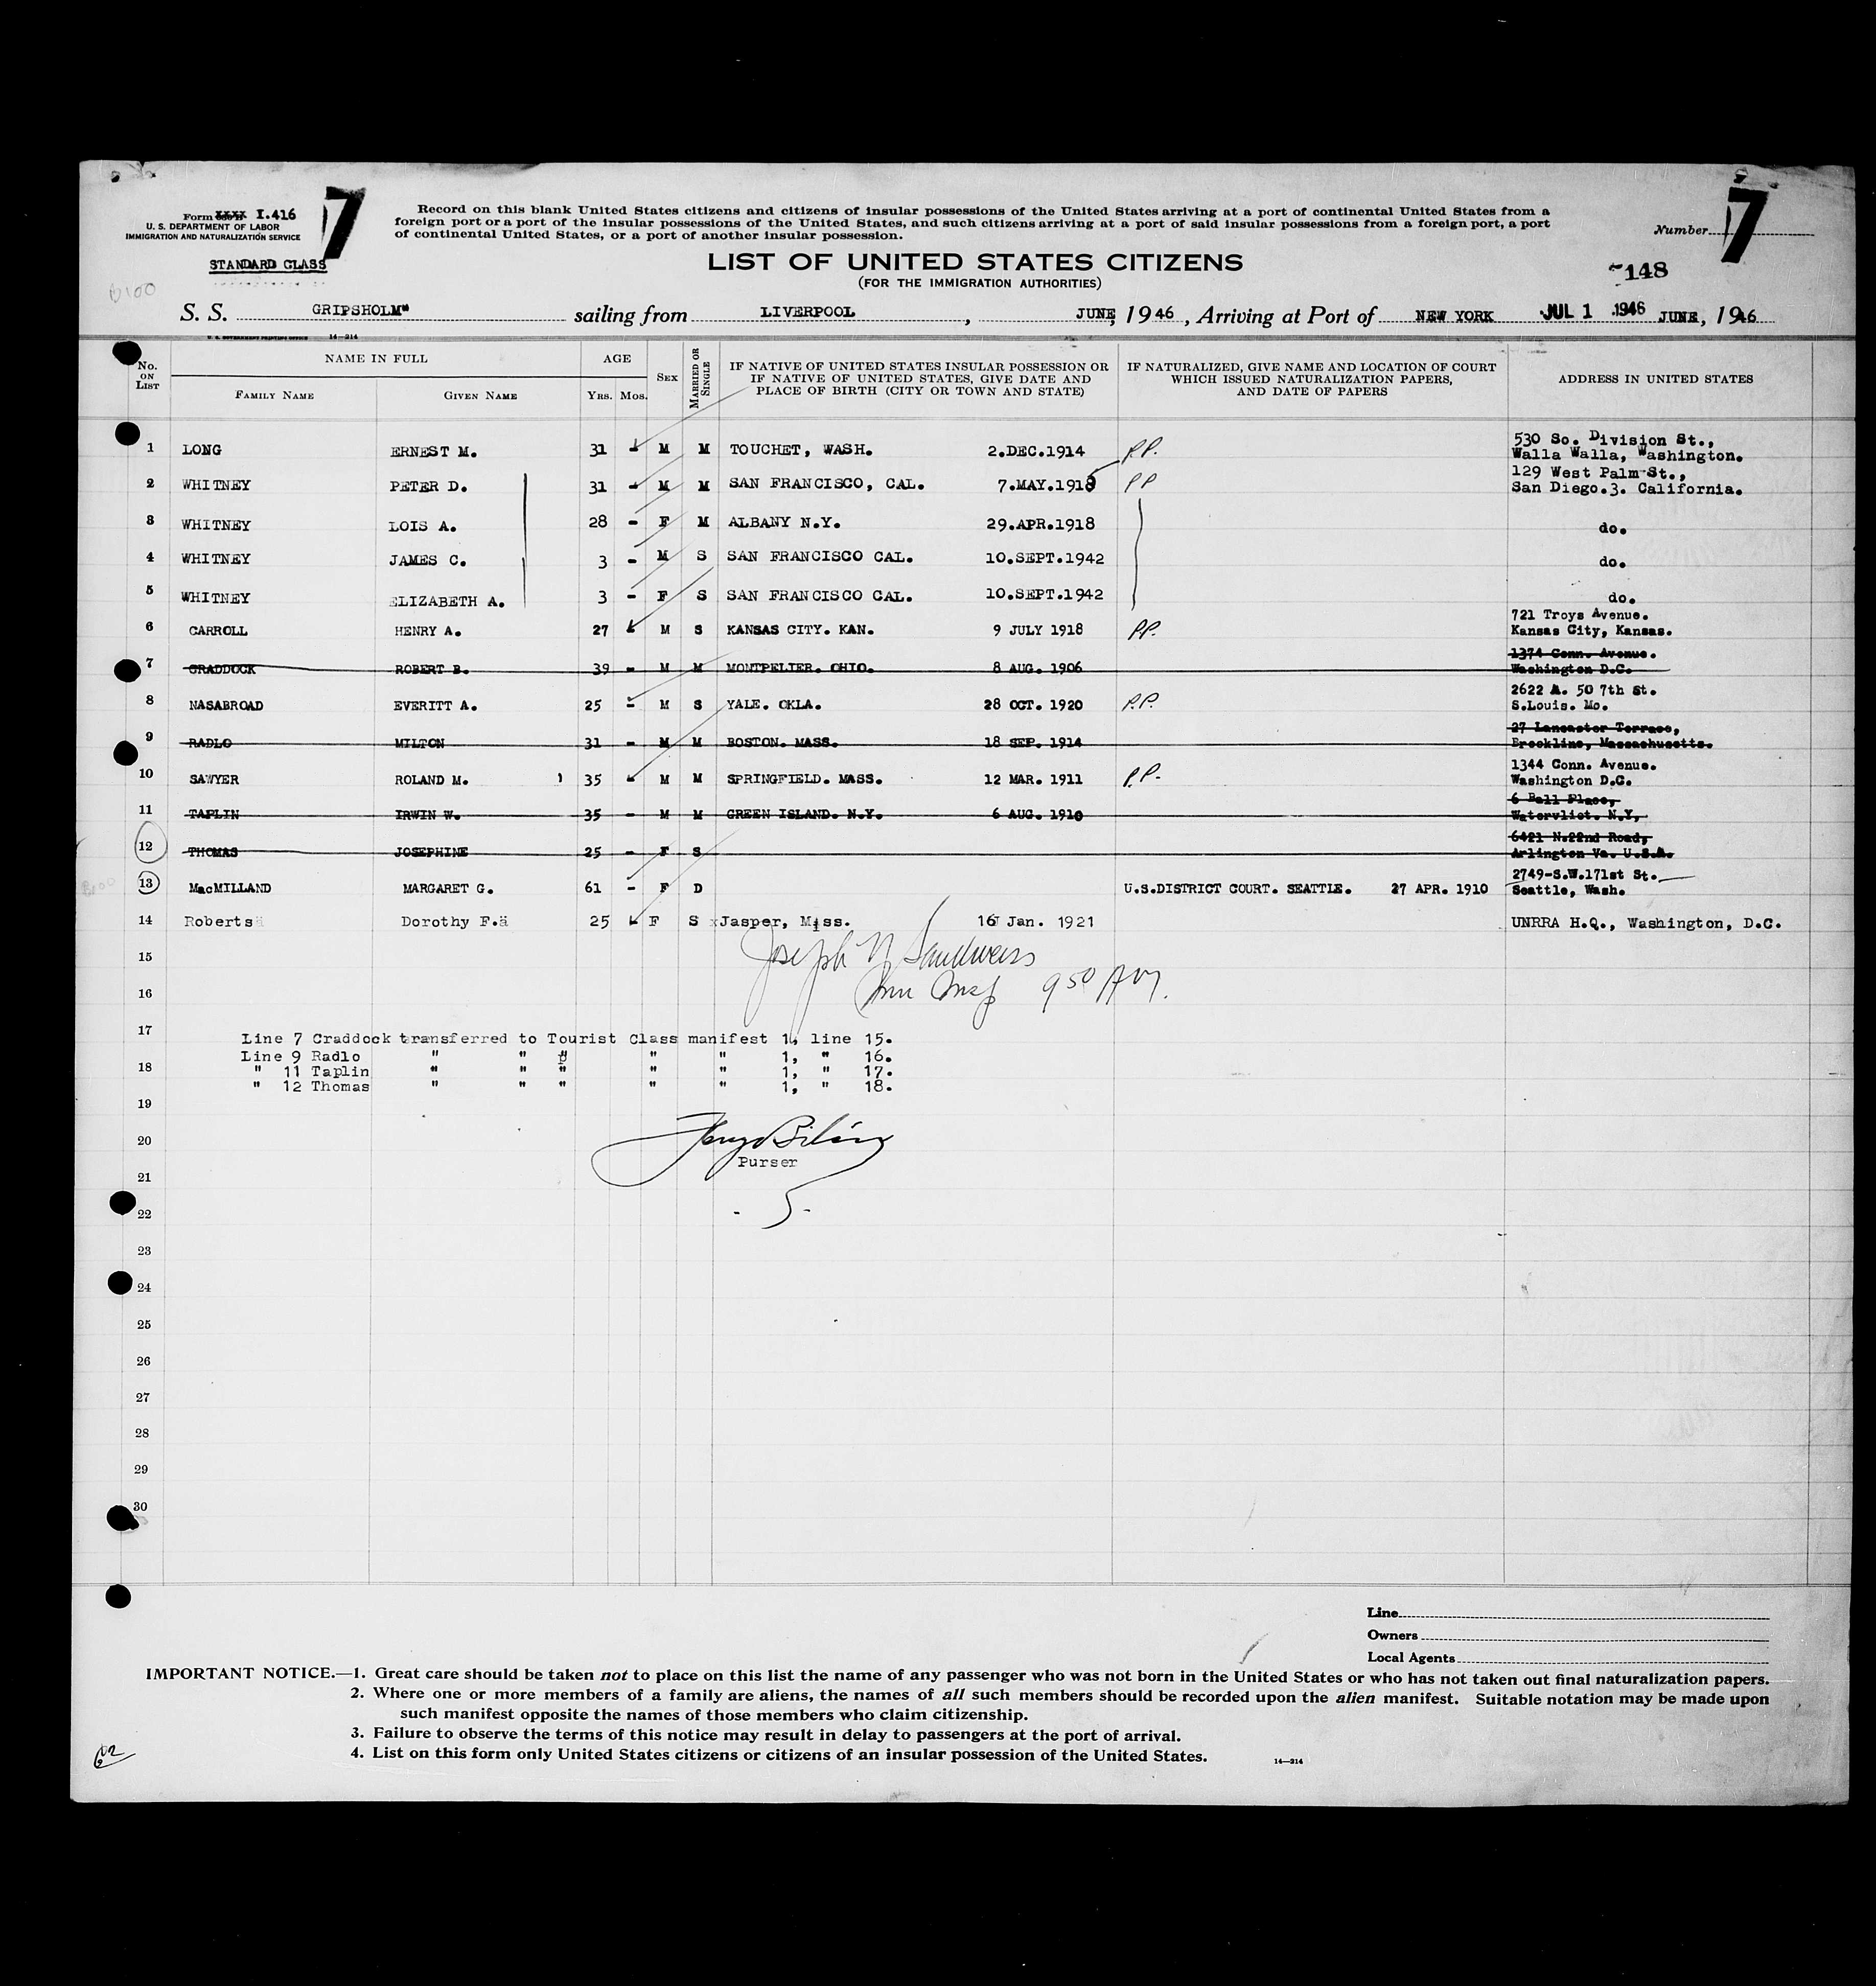 Form XXXX I.416
U. S. DEPARTMENT OF LABOR
IMMIGRATION AND NATURALIZATION SERVICE
7
STANDARD CLASS
B100
Record on this blank United States citizens and citizens of insular possessions of the United States arriving at a port of continental United States from a
foreign port or a port of the insular possessions of the United States, and such citizens arriving at a port of said insular possessions from a foreign port, a port
of continental United States, or a port of another insular possession.
Number 7
LIST OF UNITED STATES CITIZENS
(FOR THE IMMIGRATION AUTHORITIES)
148
S. S. GRIPSHOLM" sailing from LIVERPOOL , JUNE, 1946 , Arriving at Port of NEW YORK JUL 1 1946 JUNE, 1946
U. S. GOVERNMENT PRINTING OFFICE 14—214
No. ON LIST
NAME IN FULL
FAMILY NAME GIVEN NAME
AGE
YRS. MOS.
SEX
MARRIED OR SINGLE
IF NATIVE OF UNITED STATES INSULAR POSSESSION OR
IF NATIVE OF UNITED STATES, GIVE DATE AND
PLACE OF BIRTH (CITY OR TOWN AND STATE)
IF NATURALIZED, GIVE NAME AND LOCATION OF COURT
WHICH ISSUED NATURALIZATION PAPERS,
AND DATE OF PAPERS
ADDRESS IN UNITED STATES
1 LONG ERNEST M. 31 - M M TOUCHET, WASH. 2.DEC.1914 P.P. 530 So. Division St.,
Walla Walla, Washington.
2 WHITNEY PETER D. 31 - M M SAN FRANCISCO, CAL. 7.MAY.1915 PP 129 West Palm St.,
San Diego.3. California.
3 WHITNEY LOIS A. 28 - F M ALBANY N.Y. 29.APR.1918 do.
4 WHITNEY JAMES C. 3 - M S SAN FRANCISCO CAL. 10.SEPT.1942 do.
5 WHITNEY ELIZABETH A. 3 - F S SAN FRANCISCO CAL. 10.SEPT.1942 do.
6 CARROLL HENRY A. 27 - M S KANSAS CITY. KAN. 9 JULY 1918 P.P. 721 Troys Avenue.
Kansas City, Kansas.
7 CRADDOCK ROBERT B. 39 - M M MONTPELIER. OHIO. 8 AUG. 1906 1374 Conn. Avenue.
Washington D.C.
8 NASABROAD EVERITT A. 25 - M S YALE. OKLA. 28 OCT. 1920 P.P. 2622 A. 50 7th St.
S.Louis. Mo.
9 RADLO MILTON 31 - M M BOSTON. MASS. 18 SEP. 1914 27 Lancaster Terrace,
Brookline, Massachusetts.
10 SAWYER ROLAND M. 35 - M M SPRINGFIELD. MASS. 12 MAR. 1911 P.P. 1344 Conn. Avenue.
Washington D.C.
11 TAPLIN IRWIN W. 35 - M M GREEN ISLAND. N.Y. 6 AUG. 1910 6 Ball Place,
Watervliet. N.Y,
12 THOMAS JOSEPHINE 25 - F S 6421 N.22nd Road,
Arlington Va. U.S.A.
13 MacMILLAND MARGARET G. 61 - F D U.S.DISTRICT COURT. SEATTLE. 27 APR. 1910 2749-S.W.171st St.
Seattle, Wash.
14 Roberts Dorothy F. 25 - F S Jasper, Miss. 16 Jan. 1921 UNRRA H.Q., Washington, D.C.
15 Joseph N Sandweiss
16 Imm Insp 9 50 AM.
17
Line 7 Craddock transferred to Tourist Class manifest 1, line 15.
Line 9 Radlo " " " " " 1, " 16.
18
" 11 Taplin " " " " " 1, " 17.
" 12 Thomas " " " " " 1, " 18.
19
20
Purser
21
22
- 5 -
23
24
25
26
27
28
29
30
Line
Owners
Local Agents
IMPORTANT NOTICE.—1. Great care should be taken not to place on this list the name of any passenger who was not born in the United States or who has not taken out final naturalization papers.
2. Where one or more members of a family are aliens, the names of all such members should be recorded upon the alien manifest. Suitable notation may be made upon
such manifest opposite the names of those members who claim citizenship.
3. Failure to observe the terms of this notice may result in delay to passengers at the port of arrival.
4. List on this form only United States citizens or citizens of an insular possession of the United States. 14—214